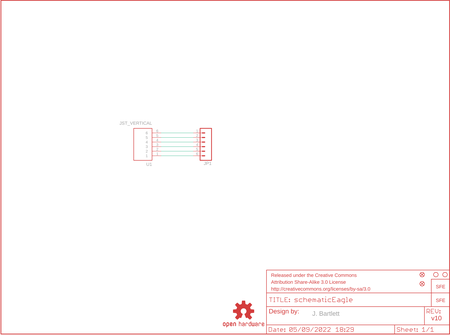 JST_VERTICAL
U1
JP1
Released under the Creative Commons
Attribution Share-Alike 3.0 License
http://creativecommons.org/licenses/by-sa/3.0
SFE
TITLE: schematicEagle
SFE
Design by: J. Bartlett
REV:
v10
open hardware
Date: 05/09/2022 18:29
Sheet: 1/1